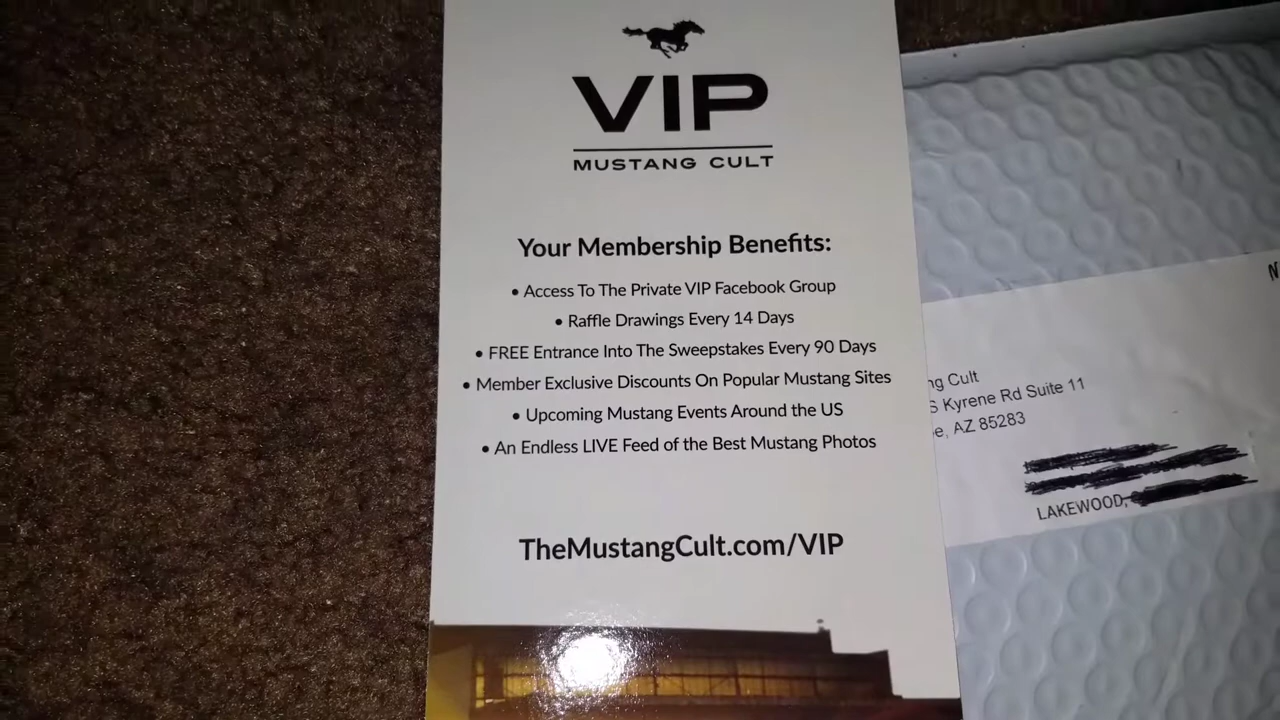 VIP
MUSTANG CULT
Your Membership Benefits:
• Access To The Private VIP Facebook Group
• Raffle Drawings Every 14 Days
• FREE Entrance Into The Sweepstakes Every 90 Days
• Member Exclusive Discounts On Popular Mustang Sites
• Upcoming Mustang Events Around the US
• An Endless LIVE Feed of the Best Mustang Photos
TheMustangCult.com/VIP
ng Cult
S Kyrene Rd Suite 11
e, AZ 85283
LAKEWOOD,